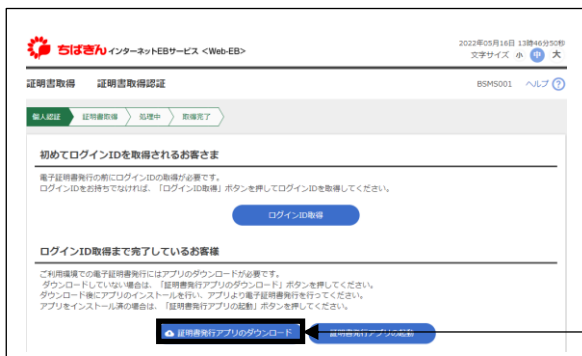 ちばぎん インターネットEBサービス <Web-EB>
2022年05月16日 13時46分50秒
文字サイズ 小 中 大
証明書取得 証明書取得認証
BSMS001 ヘルプ ?
個人認証 証明書取得 処理中 取得完了
初めてログインIDを取得されるお客さま
電子証明書発行の前にログインIDの取得が必要です。
ログインIDをお持ちでなければ、「ログインID取得」ボタンを押してログインIDを取得してください。
ログインID取得
ログインID取得まで完了しているお客様
ご利用環境での電子証明書発行にはアプリのダウンロードが必要です。
ダウンロードしていない場合は、「証明書発行アプリのダウンロード」ボタンを押してください。
ダウンロード後にアプリのインストールを行い、アプリより電子証明書発行を行ってください。
アプリをインストール済の場合は、「証明書発行アプリの起動」ボタンを押してください。
証明書発行アプリのダウンロード
証明書発行アプリの起動